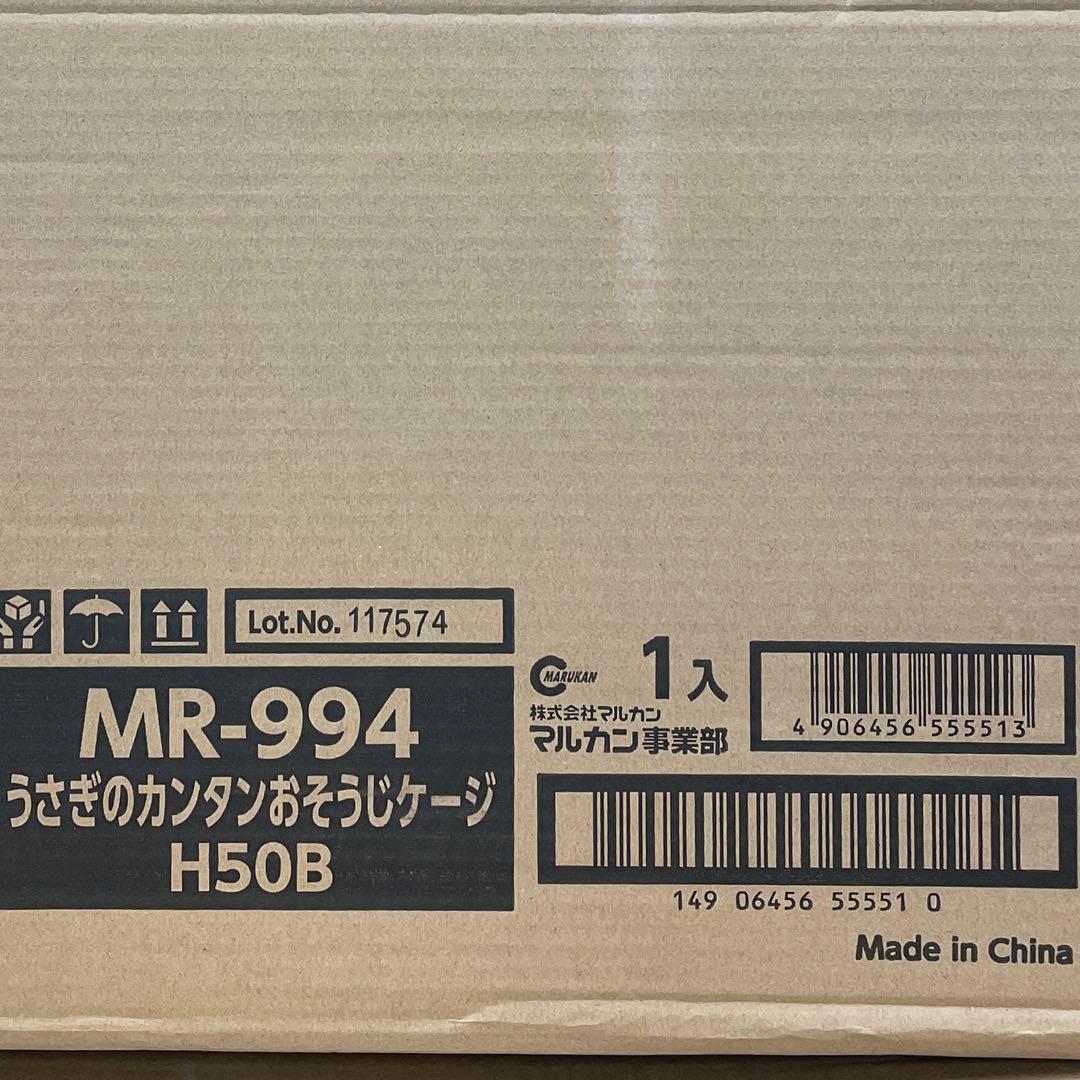 Lot.No. 117574
MR-994
うさぎのカンタンおそうじケージ
H50B
MARUKAN
1入
株式会社マルカン
マルカン事業部
4 906456 555513
149 06456 55551 0
Made in China